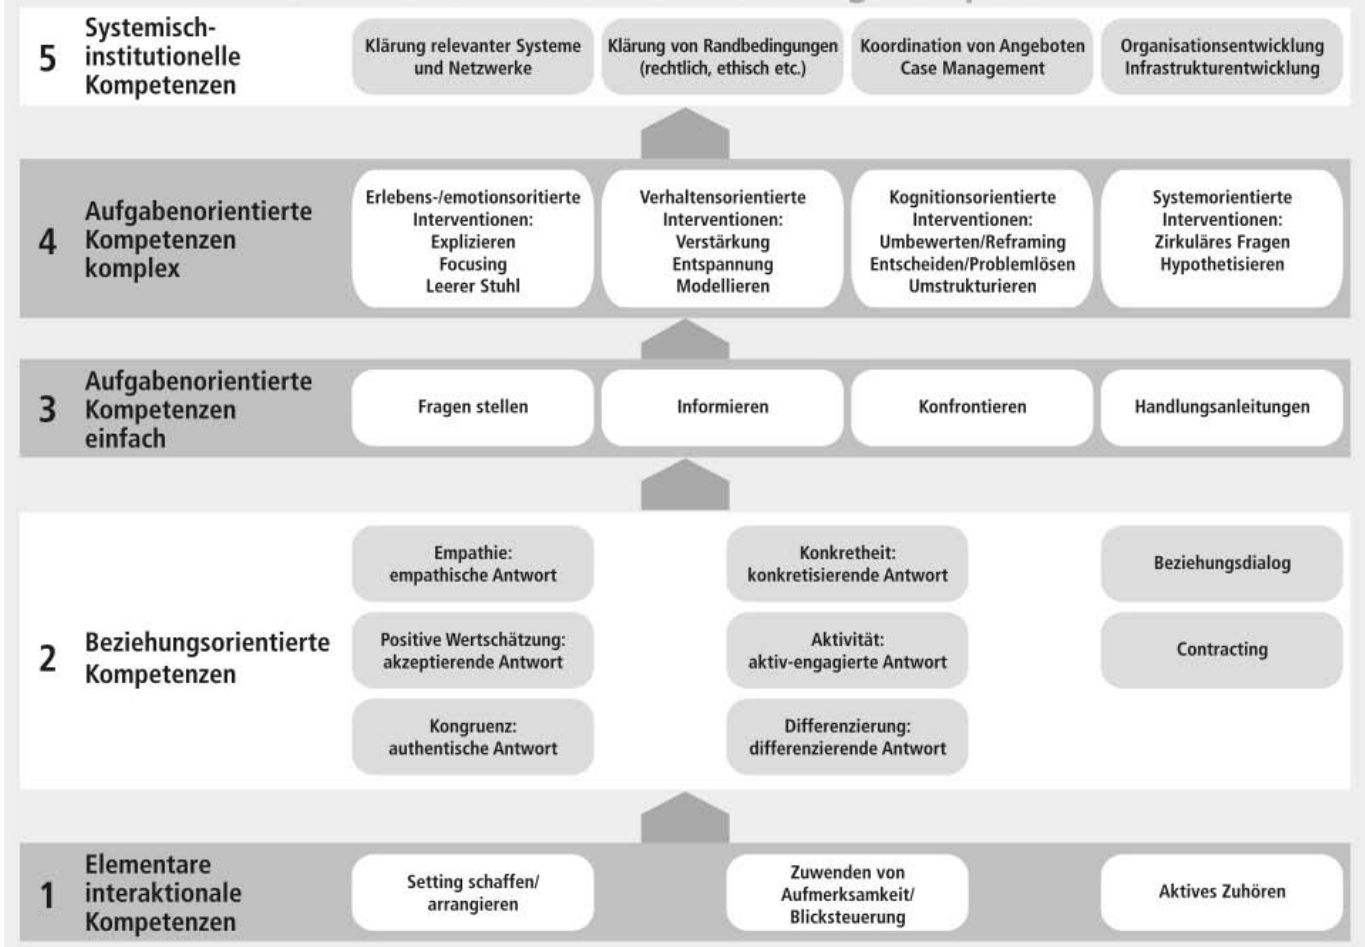 5
Systemisch-
institutionelle
Kompetenzen
Klärung relevanter Systeme
und Netzwerke
Klärung von Randbedingungen
(rechtlich, ethisch etc.)
Koordination von Angeboten
Case Management
Organisationsentwicklung
Infrastrukturentwicklung
4
Aufgabenorientierte
Kompetenzen
komplex
Erlebens-/emotionsoritierte
Interventionen:
Explizieren
Focusing
Leerer Stuhl
Verhaltensorientierte
Interventionen:
Verstärkung
Entspannung
Modellieren
Kognitionsorientierte
Interventionen:
Umbewerten/Reframing
Entscheiden/Problemlösen
Umstrukturieren
Systemorientierte
Interventionen:
Zirkuläres Fragen
Hypothetisieren
3
Aufgabenorientierte
Kompetenzen
einfach
Fragen stellen
Informieren
Konfrontieren
Handlungsanleitungen
2
Beziehungsorientierte
Kompetenzen
Empathie:
empathische Antwort
Konkretheit:
konkretisierende Antwort
Beziehungsdialog
Positive Wertschätzung:
akzeptierende Antwort
Aktivität:
aktiv-engagierte Antwort
Contracting
Kongruenz:
authentische Antwort
Differenzierung:
differenzierende Antwort
1
Elementare
interaktionale
Kompetenzen
Setting schaffen/
arrangieren
Zuwenden von
Aufmerksamkeit/
Blicksteuerung
Aktives Zuhören